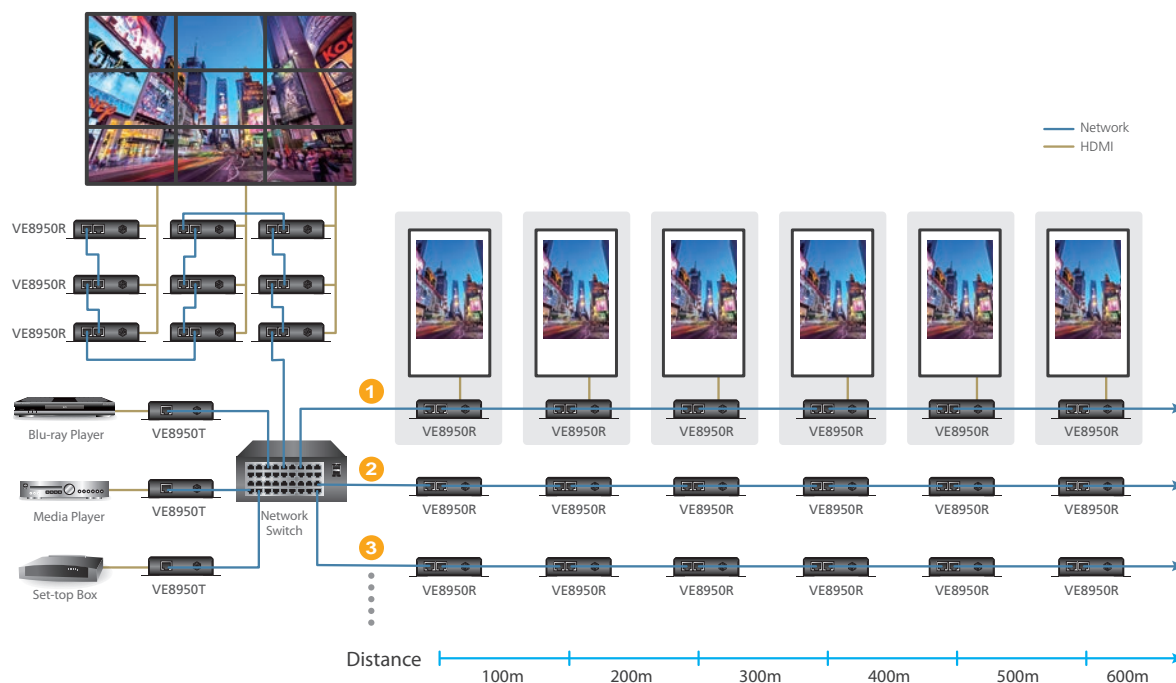 Network
HDMI
VE8950R
VE8950R
VE8950R
1
Blu-ray Player
VE8950T
VE8950R
VE8950R
VE8950R
VE8950R
VE8950R
VE8950R
2
Media Player
VE8950T
Network
Switch
VE8950R
VE8950R
VE8950R
VE8950R
VE8950R
VE8950R
3
Set-top Box
VE8950T
VE8950R
VE8950R
VE8950R
VE8950R
VE8950R
VE8950R
Distance
100m
200m
300m
400m
500m
600m